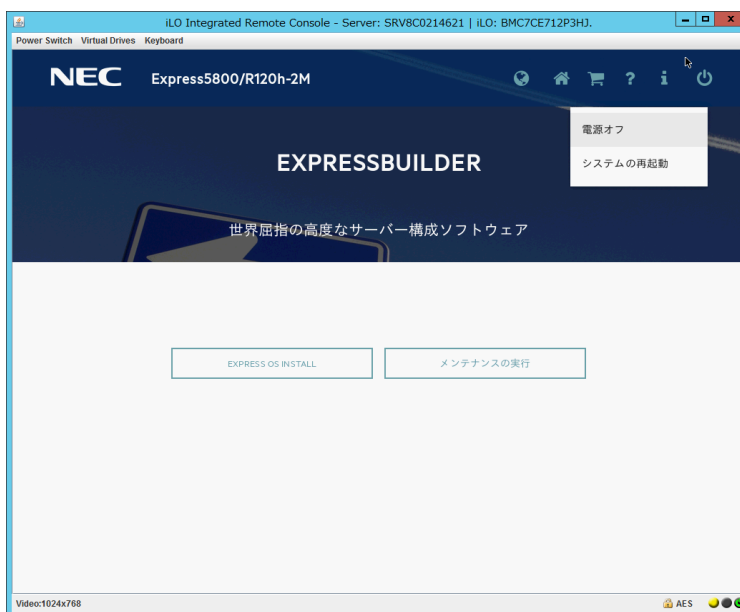 iLO Integrated Remote Console - Server: SRV8C0214621 | iLO: BMC7CE712P3HJ.
Power Switch Virtual Drives Keyboard
NEC Express5800/R120h-2M
電源オフ
システムの再起動
EXPRESSBUILDER
世界屈指の高度なサーバー構成ソフトウェア
EXPRESS OS INSTALL メンテナンスの実行
Video:1024x768 AES